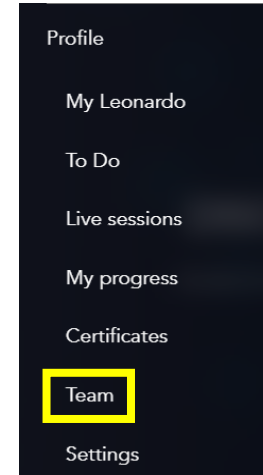 Profile
My Leonardo
To Do
Live sessions
My progress
Certificates
Team
Settings